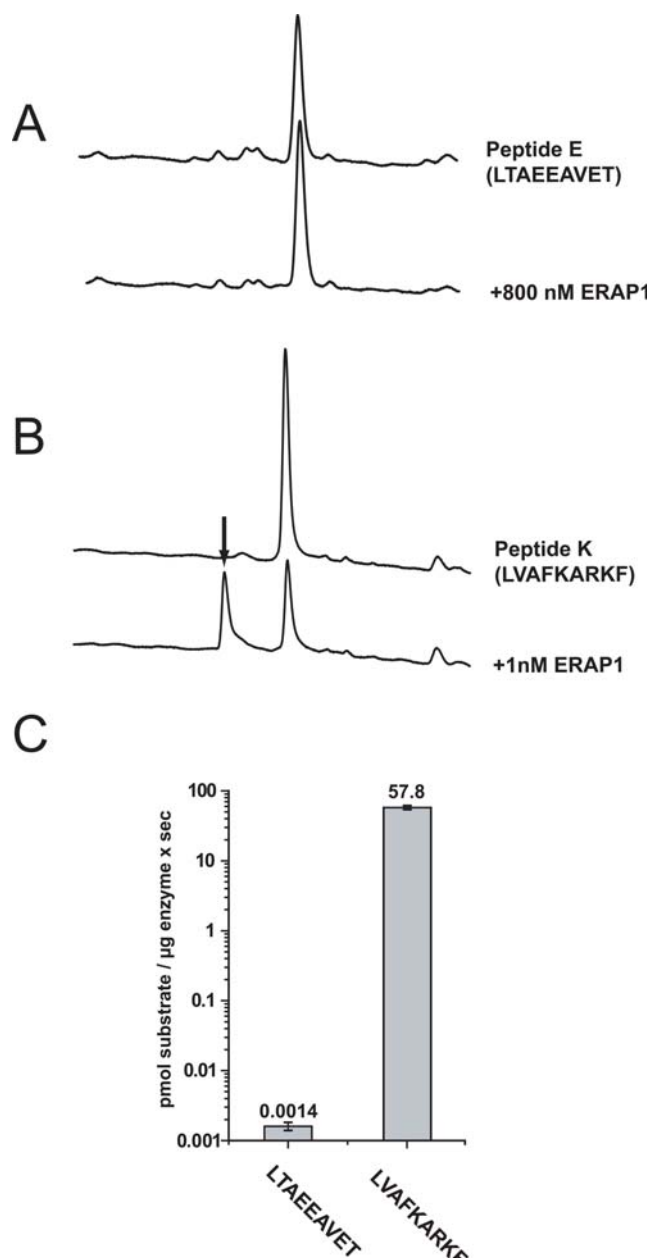 A
Peptide E
(LTAEEAVET)
+800 nM ERAP1
B
Peptide K
(LVAFKARKF)
+1nM ERAP1
C
pmol substrate / µg enzyme x sec
100
10
1
0.1
0.01
0.001
57.8
0.0014
LTAEEAVET
LVAFKARKF